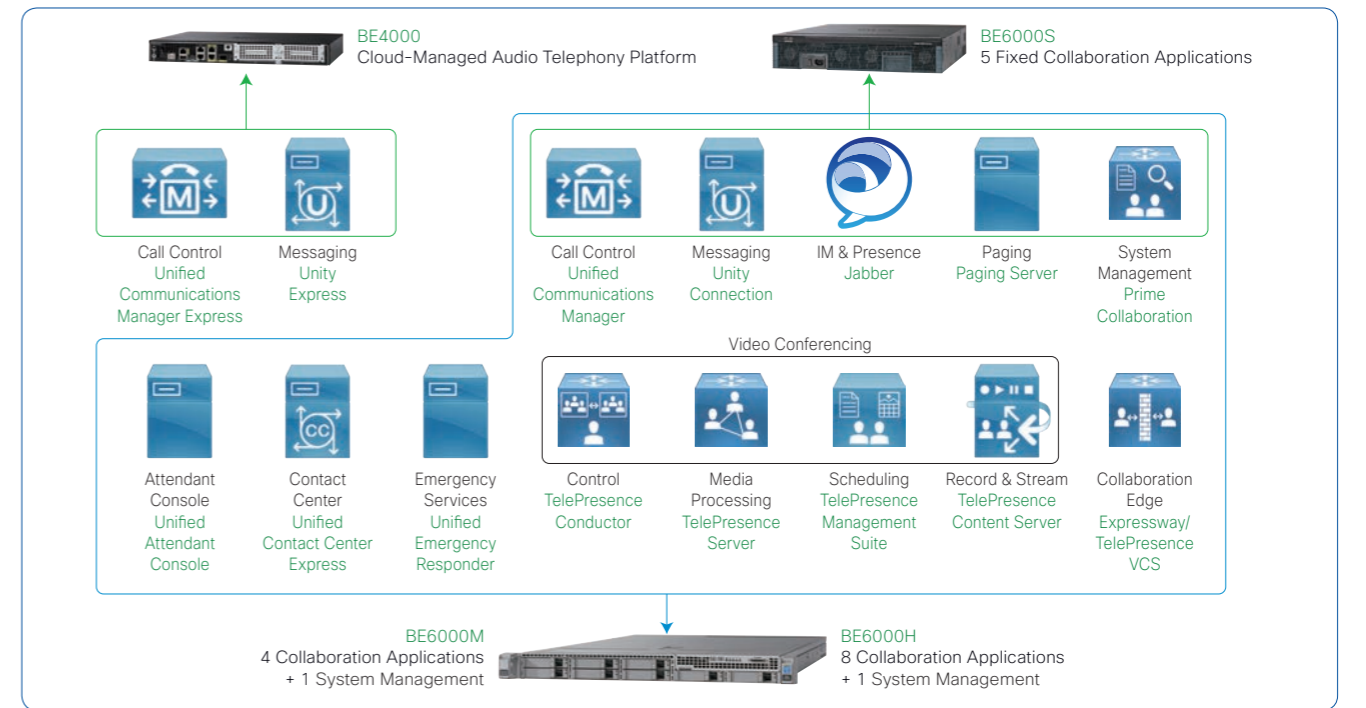 BE4000
Cloud-Managed Audio Telephony Platform
BE6000S
5 Fixed Collaboration Applications
M
U
Call Control
Unified
Communications
Manager Express
Messaging
Unity
Express
M
U
Call Control
Unified
Communications
Manager
Messaging
Unity
Connection
IM & Presence
Jabber
Paging
Paging Server
System
Management
Prime
Collaboration
Video Conferencing
CC
Attendant
Console
Unified
Attendant
Console
Contact
Center
Unified
Contact Center
Express
Emergency
Services
Unified
Emergency
Responder
Control
TelePresence
Conductor
Media
Processing
TelePresence
Server
Scheduling
TelePresence
Management
Suite
Record & Stream
TelePresence
Content Server
Collaboration
Edge
Expressway/
TelePresence
VCS
BE6000M
4 Collaboration Applications
+ 1 System Management
BE6000H
8 Collaboration Applications
+ 1 System Management